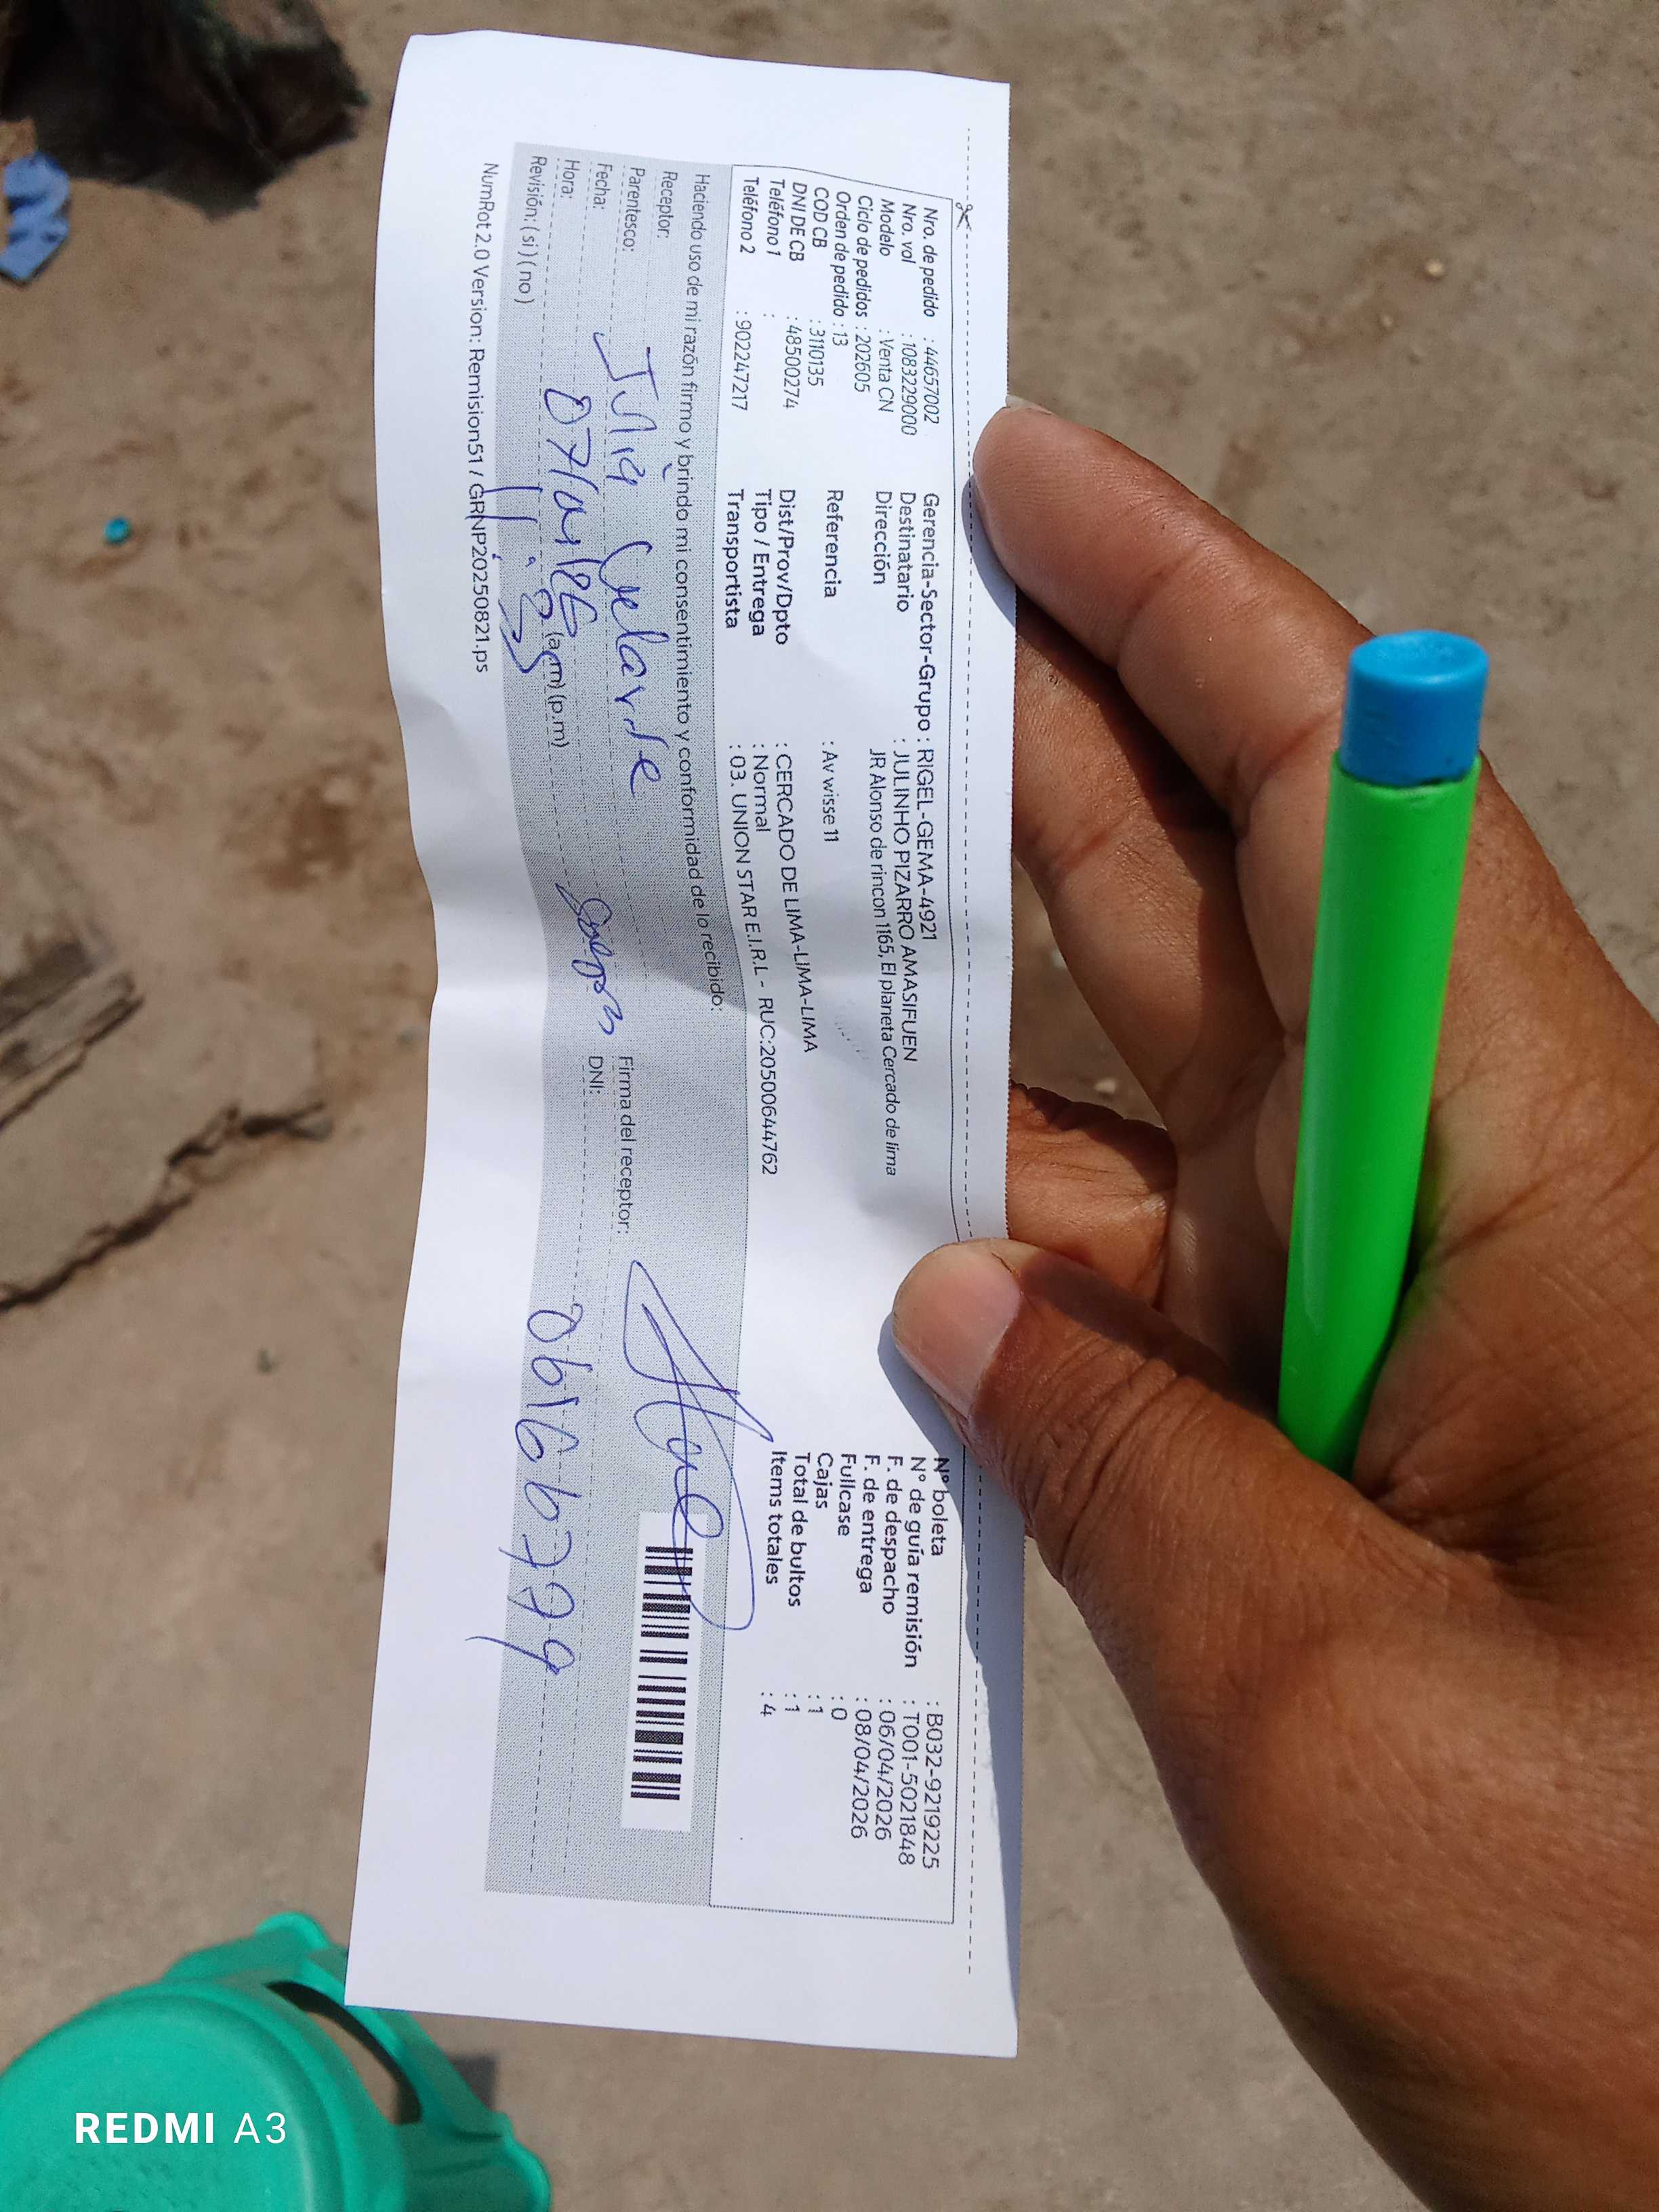 Nro. de pedido : 44657002
Nro. vol : 1083229000
Modelo : Venta CN
Ciclo de pedidos : 202605
Orden de pedido : 13
COD CB : 3110135
DNI DE CB : 48500274
Teléfono 1 :
Teléfono 2 : 902247217
Gerencia-Sector-Grupo : RIGEL-GEMA-4921
Destinatario : JULINHO PIZARRO AMASIFUEN
Dirección JR Alonso de rincon 1165, El planeta Cercado de lima
Referencia : Av wisse 11
Dist/Prov/Dpto : CERCADO DE LIMA-LIMA-LIMA
Tipo / Entrega : Normal
Transportista : 03. UNION STAR E.I.R.L - RUC:20500644762
N° boleta : B032-9219225
N° de guía remisión : T001-5021848
F. de despacho : 06/04/2026
F. de entrega : 08/04/2026
Fullcase : 0
Cajas : 1
Total de bultos : 1
Items totales : 4
Haciendo uso de mi razón firmo y brindo mi consentimiento y conformidad de lo recibido:
Receptor: Julia Velarde
Parentesco:
Fecha: 07/04/26
Hora: (a.m) (p.m)
Revisión: ( si ) ( no )
Firma del receptor:
DNI: 06166779
NumRot 2.0 Version: Remision51 / GRNP20250821.ps
REDMI A3